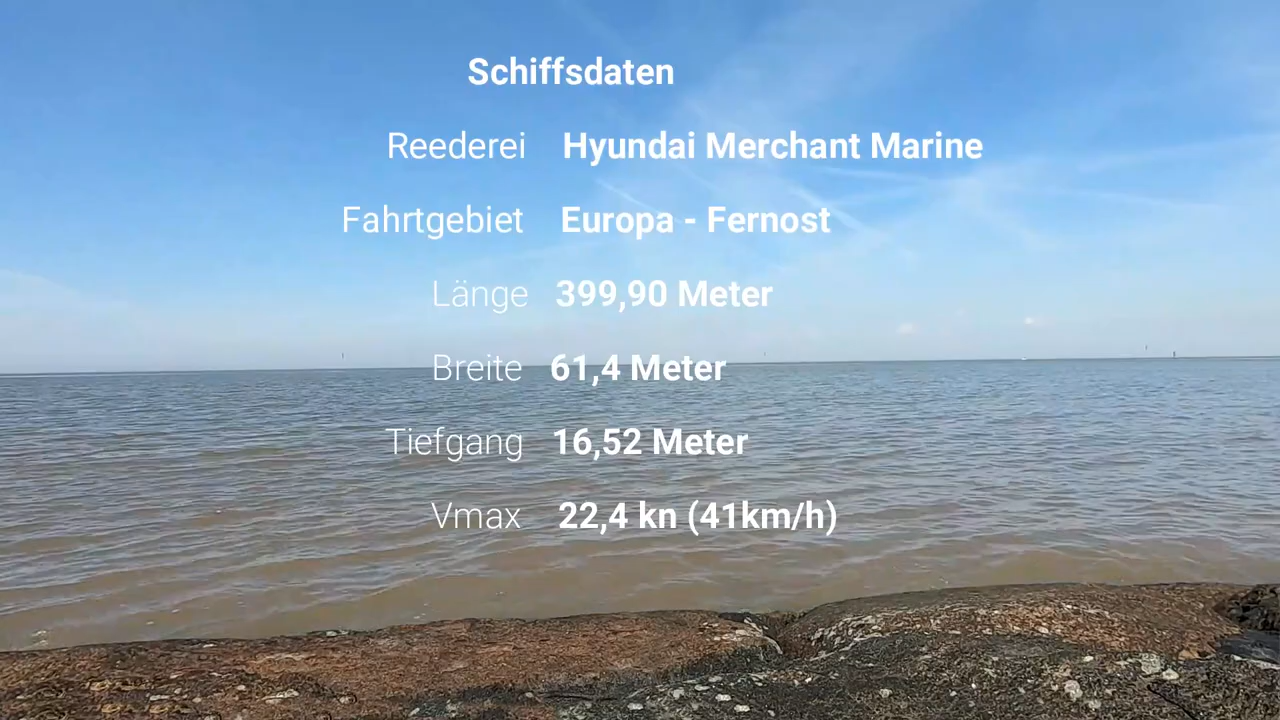 Schiffsdaten
Reederei Hyundai Merchant Marine
Fahrtgebiet Europa - Fernost
Länge 399,90 Meter
Breite 61,4 Meter
Tiefgang 16,52 Meter
Vmax 22,4 kn (41km/h)